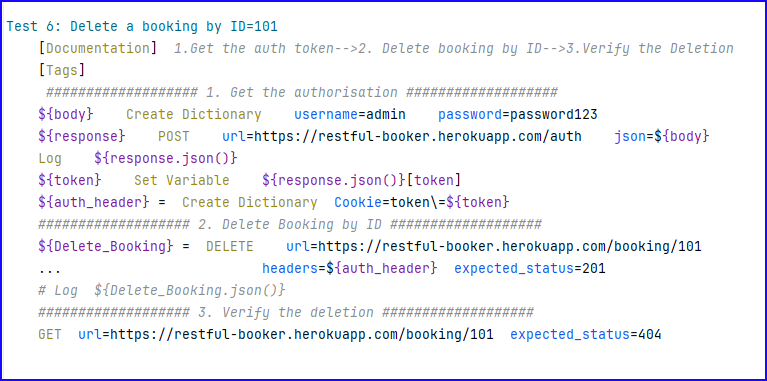 Test 6: Delete a booking by ID=101
[Documentation]  1.Get the auth token-->2. Delete booking by ID-->3.Verify the Deletion
[Tags]
################### 1. Get the authorisation ###################
${body}    Create Dictionary    username=admin    password=password123
${response}    POST    url=https://restful-booker.herokuapp.com/auth    json=${body}
Log    ${response.json()}
${token}    Set Variable    ${response.json()}[token]
${auth_header} =  Create Dictionary  Cookie=token\=${token}
################### 2. Delete Booking by ID ###################
${Delete_Booking} =  DELETE    url=https://restful-booker.herokuapp.com/booking/101
...                         headers=${auth_header}  expected_status=201
# Log  ${Delete_Booking.json()}
################### 3. Verify the deletion ###################
GET  url=https://restful-booker.herokuapp.com/booking/101  expected_status=404